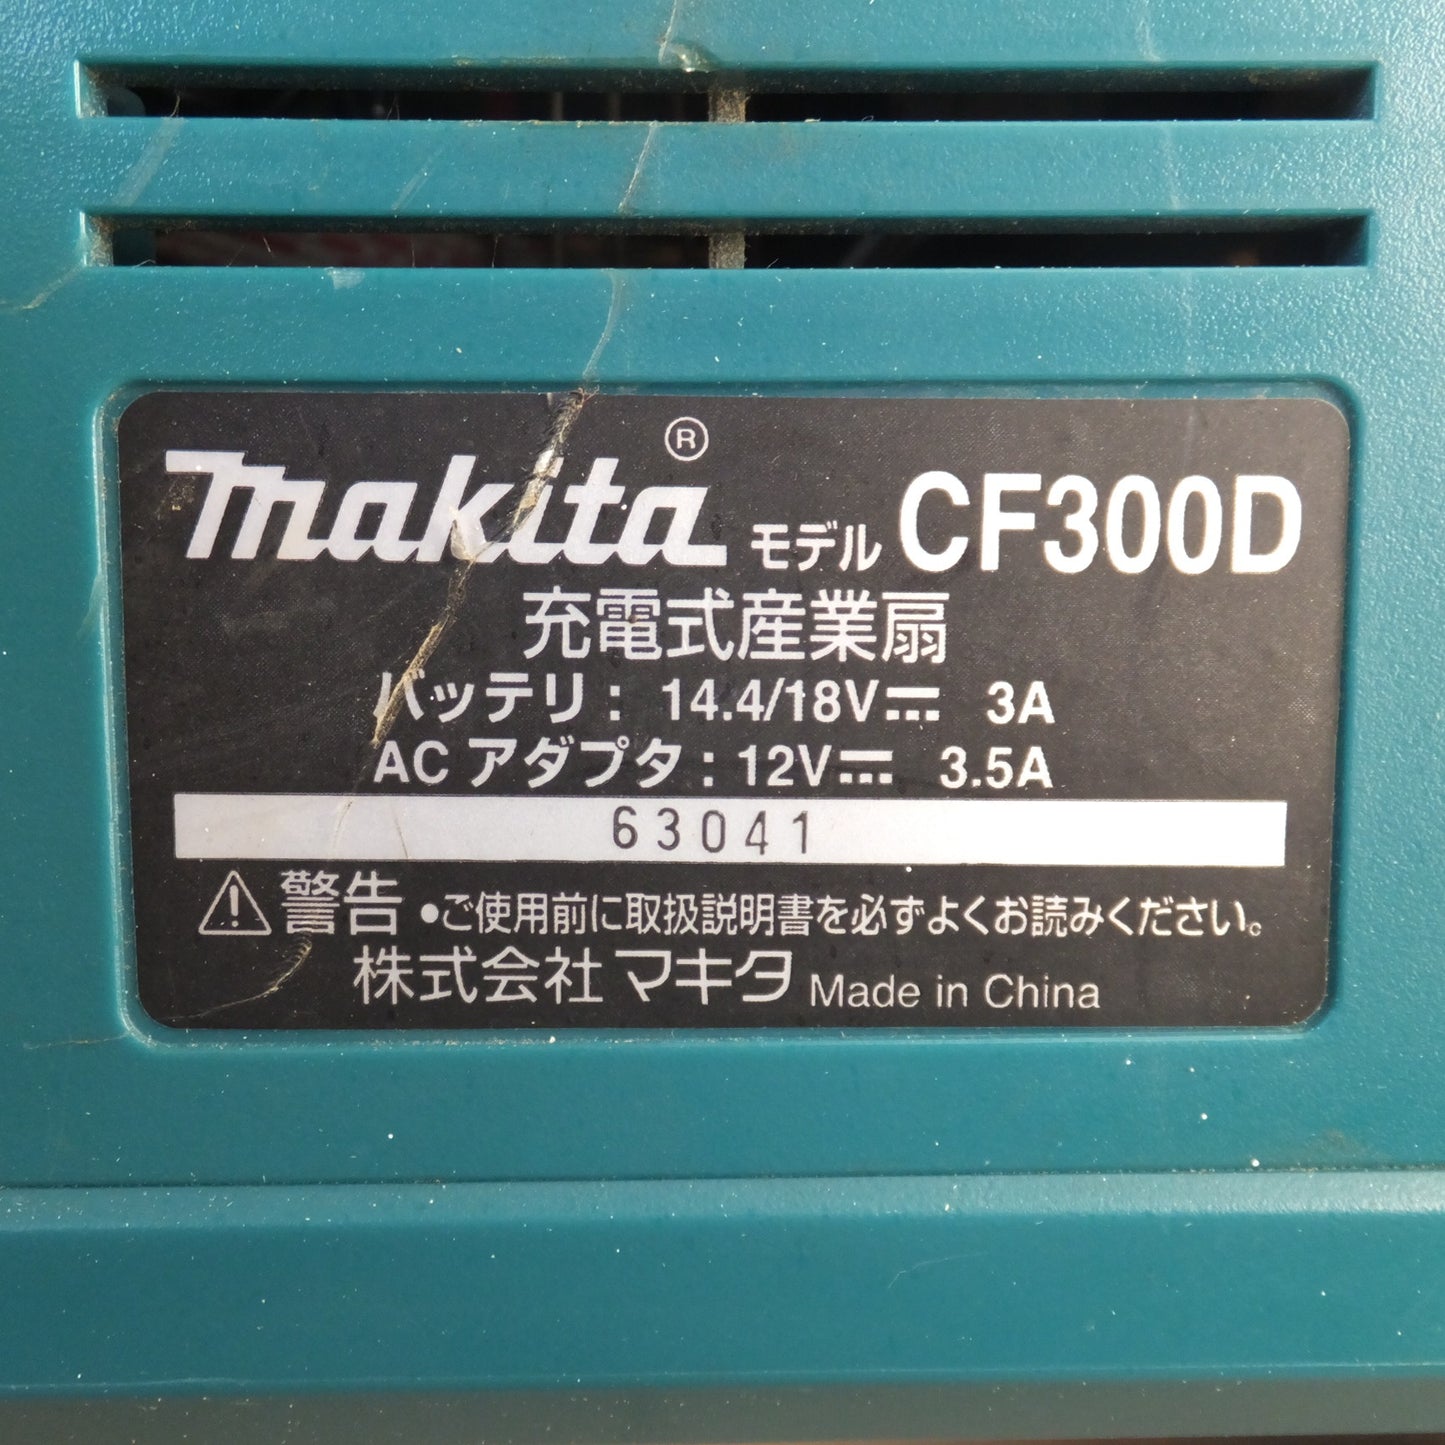 makita® モデル CF300D
充電式産業扇
バッテリ: 14.4/18V⎓ 3A
ACアダプタ: 12V⎓ 3.5A
63041
⚠ 警告 •ご使用前に取扱説明書を必ずよくお読みください。
株式会社マキタ Made in China